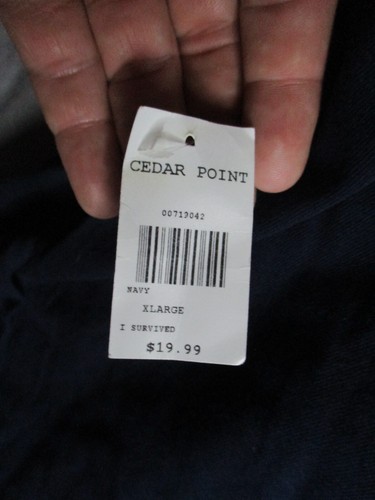 CEDAR POINT
00719042
NAVY
XLARGE
I SURVIVED
$19.99